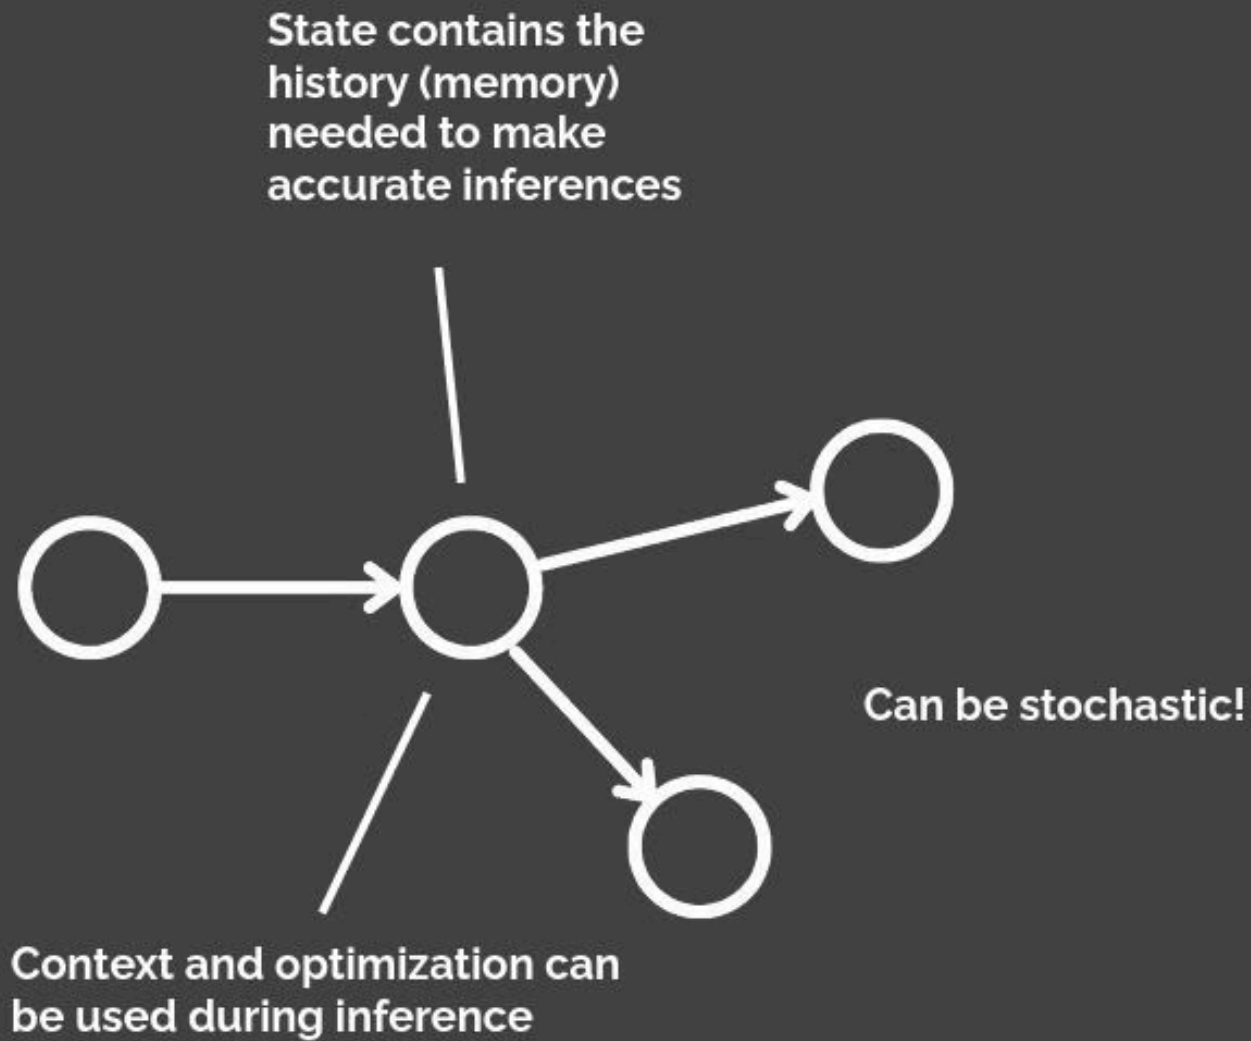 State contains the
history (memory)
needed to make
accurate inferences
Can be stochastic!
Context and optimization can
be used during inference